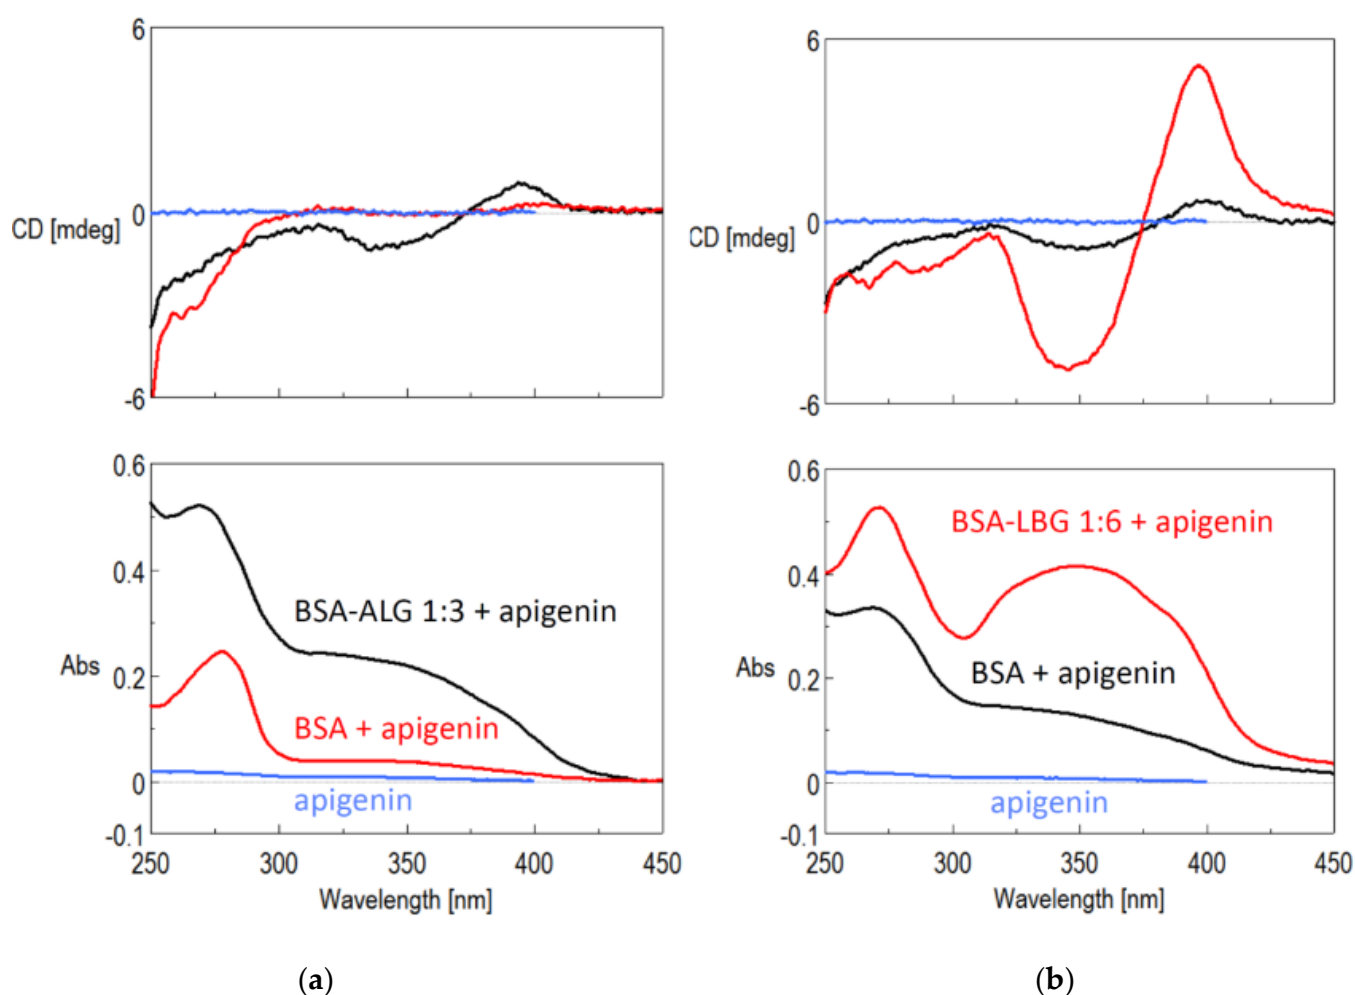 6
CD [mdeg]
0
-6
0.6
0.4
Abs
0.2
0
-0.1
BSA-ALG 1:3 + apigenin
BSA + apigenin
apigenin
250 300 350 400 450
Wavelength [nm]
(a)
6
CD [mdeg]
0
-6
0.6
0.4
Abs
0.2
0
-0.1
BSA-LBG 1:6 + apigenin
BSA + apigenin
apigenin
250 300 350 400 450
Wavelength [nm]
(b)